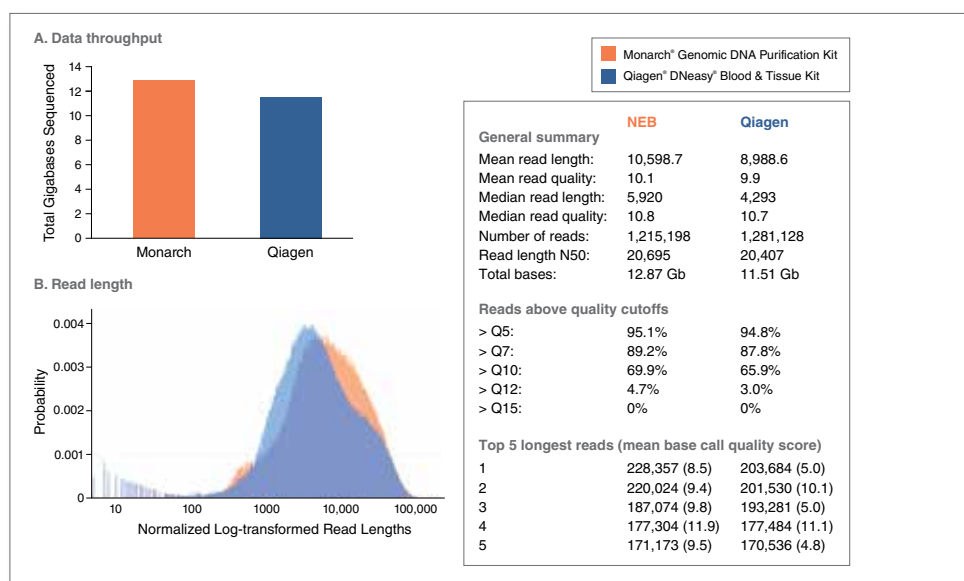 A. Data throughput
Total Gigabases Sequenced
14
12
10
8
6
4
2
0
Monarch Qiagen
B. Read length
Probability
0.004
0.003
0.002
0.001
0
10 100 1000 10,000 100,000
Normalized Log-transformed Read Lengths
Monarch® Genomic DNA Purification Kit
Qiagen® DNeasy® Blood & Tissue Kit
NEB Qiagen
General summary
Mean read length: 10,598.7 8,988.6
Mean read quality: 10.1 9.9
Median read length: 5,920 4,293
Median read quality: 10.8 10.7
Number of reads: 1,215,198 1,281,128
Read length N50: 20,695 20,407
Total bases: 12.87 Gb 11.51 Gb
Reads above quality cutoffs
> Q5: 95.1% 94.8%
> Q7: 89.2% 87.8%
> Q10: 69.9% 65.9%
> Q12: 4.7% 3.0%
> Q15: 0% 0%
Top 5 longest reads (mean base call quality score)
1 228,357 (8.5) 203,684 (5.0)
2 220,024 (9.4) 201,530 (10.1)
3 187,074 (9.8) 193,281 (5.0)
4 177,304 (11.9) 177,484 (11.1)
5 171,173 (9.5) 170,536 (4.8)